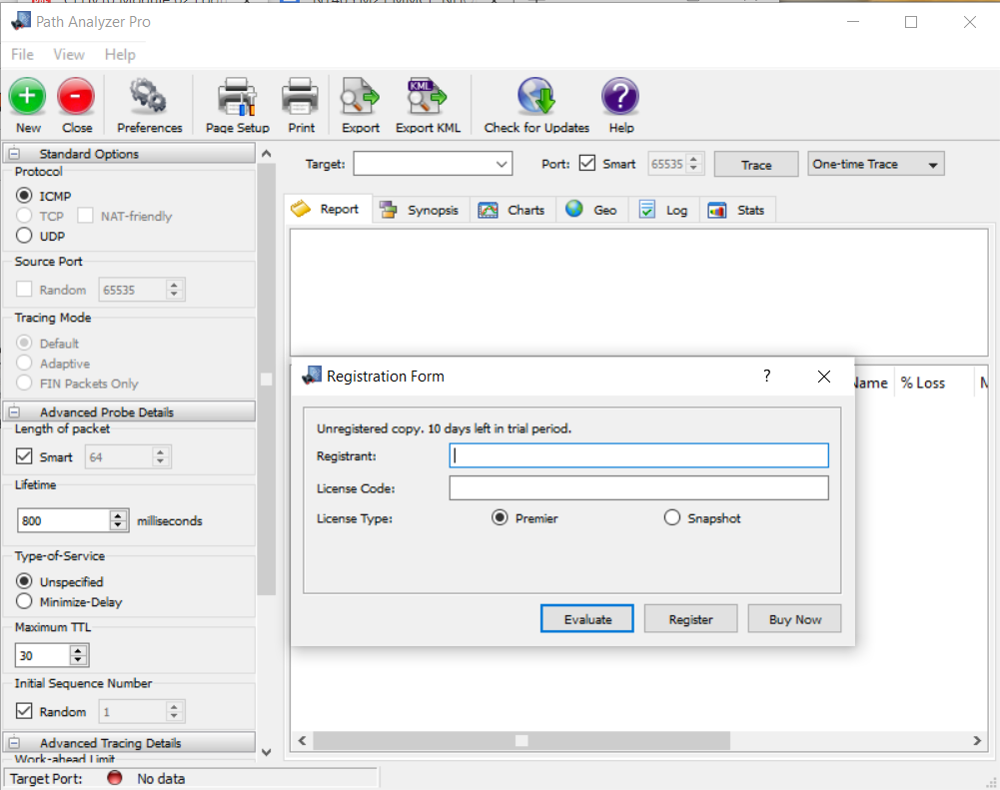 Path Analyzer Pro
File View Help
New Close Preferences Page Setup Print Export KML Export KML Check for Updates ? Help
Standard Options
Target: Port: Smart 65535 Trace One-time Trace
Protocol
ICMP
TCP NAT-friendly
UDP
Report Synopsis Charts Geo Log Stats
Source Port
Random 65535
Tracing Mode
Default
Adaptive
FIN Packets Only
Advanced Probe Details
Length of packet
Smart 64
Lifetime
800 milliseconds
Type-of-Service
Unspecified
Minimize-Delay
Maximum TTL
30
Initial Sequence Number
Random 1
Advanced Tracing Details
Work-ahead Limit
Name % Loss
Registration Form ?
Unregistered copy. 10 days left in trial period.
Registrant:
License Code:
License Type: Premier Snapshot
Evaluate Register Buy Now
Target Port: No data